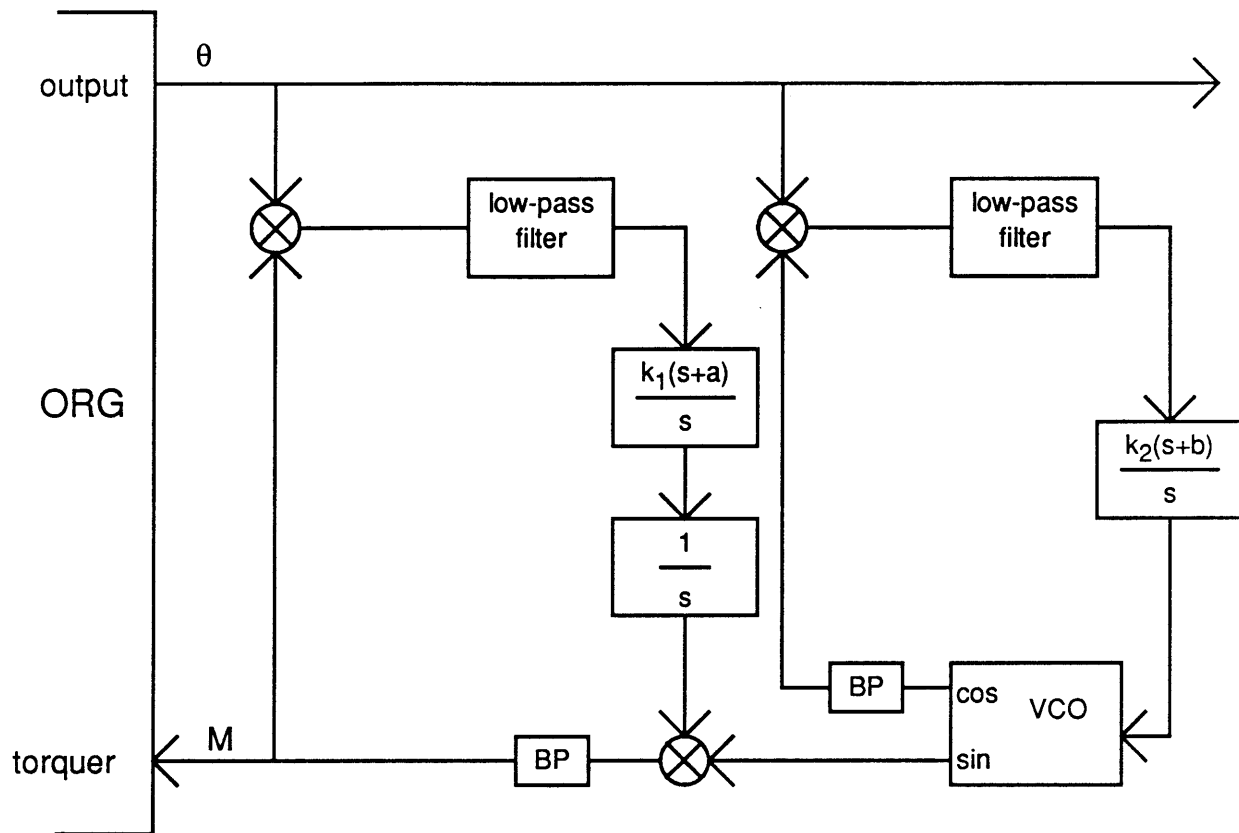 θ
output
low-pass
filter
low-pass
filter
k₁(s+a)
s
ORG
k₂(s+b)
s
1
s
BP
cos
VCO
M
BP
sin
torquer